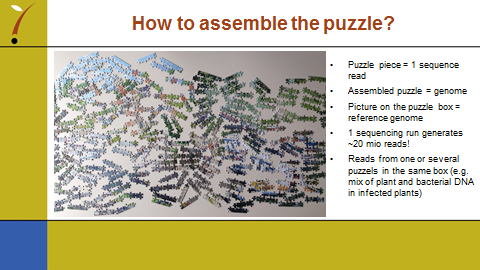 How to assemble the puzzle?
• Puzzle piece = 1 sequence
read
• Assembled puzzle = genome
• Picture on the puzzle box =
reference genome
• 1 sequencing run generates
~20 mio reads!
• Reads from one or several
puzzels in the same box (e.g.
mix of plant and bacterial DNA
in infected plants)